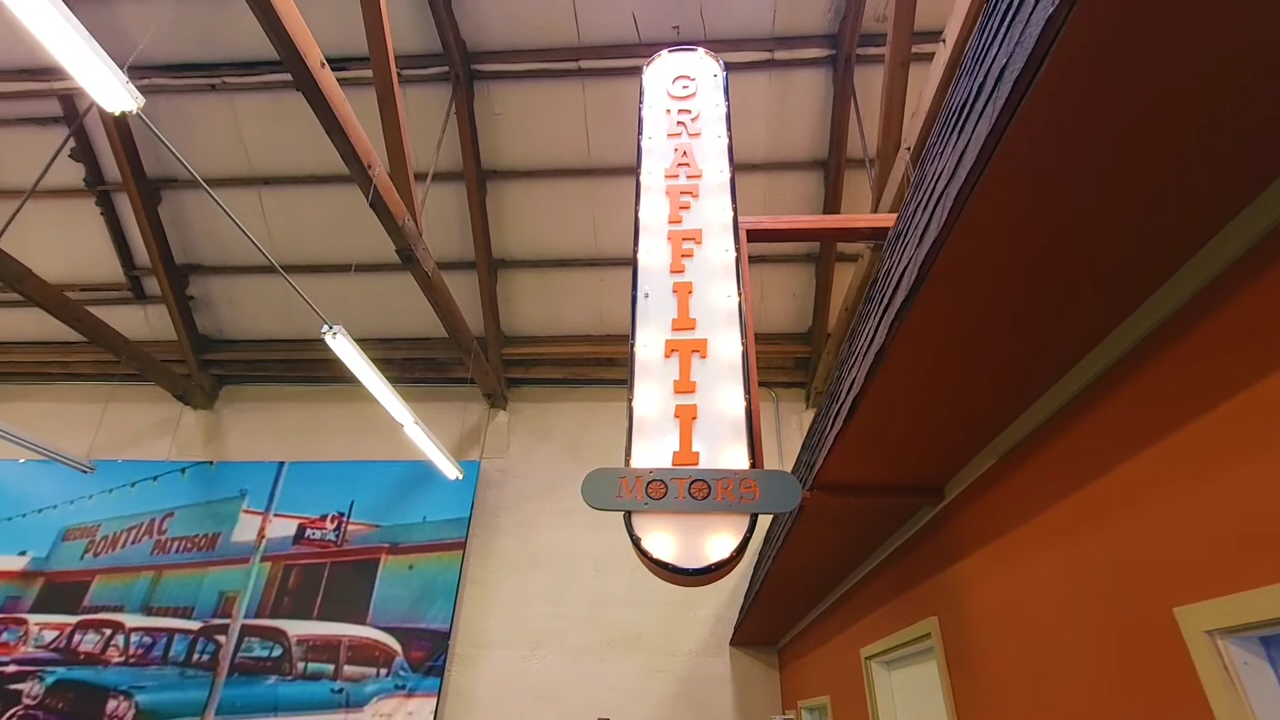 GRAFFITI
MOTORS
GEORGE
PONTIAC
PATTISON
PONTIAC